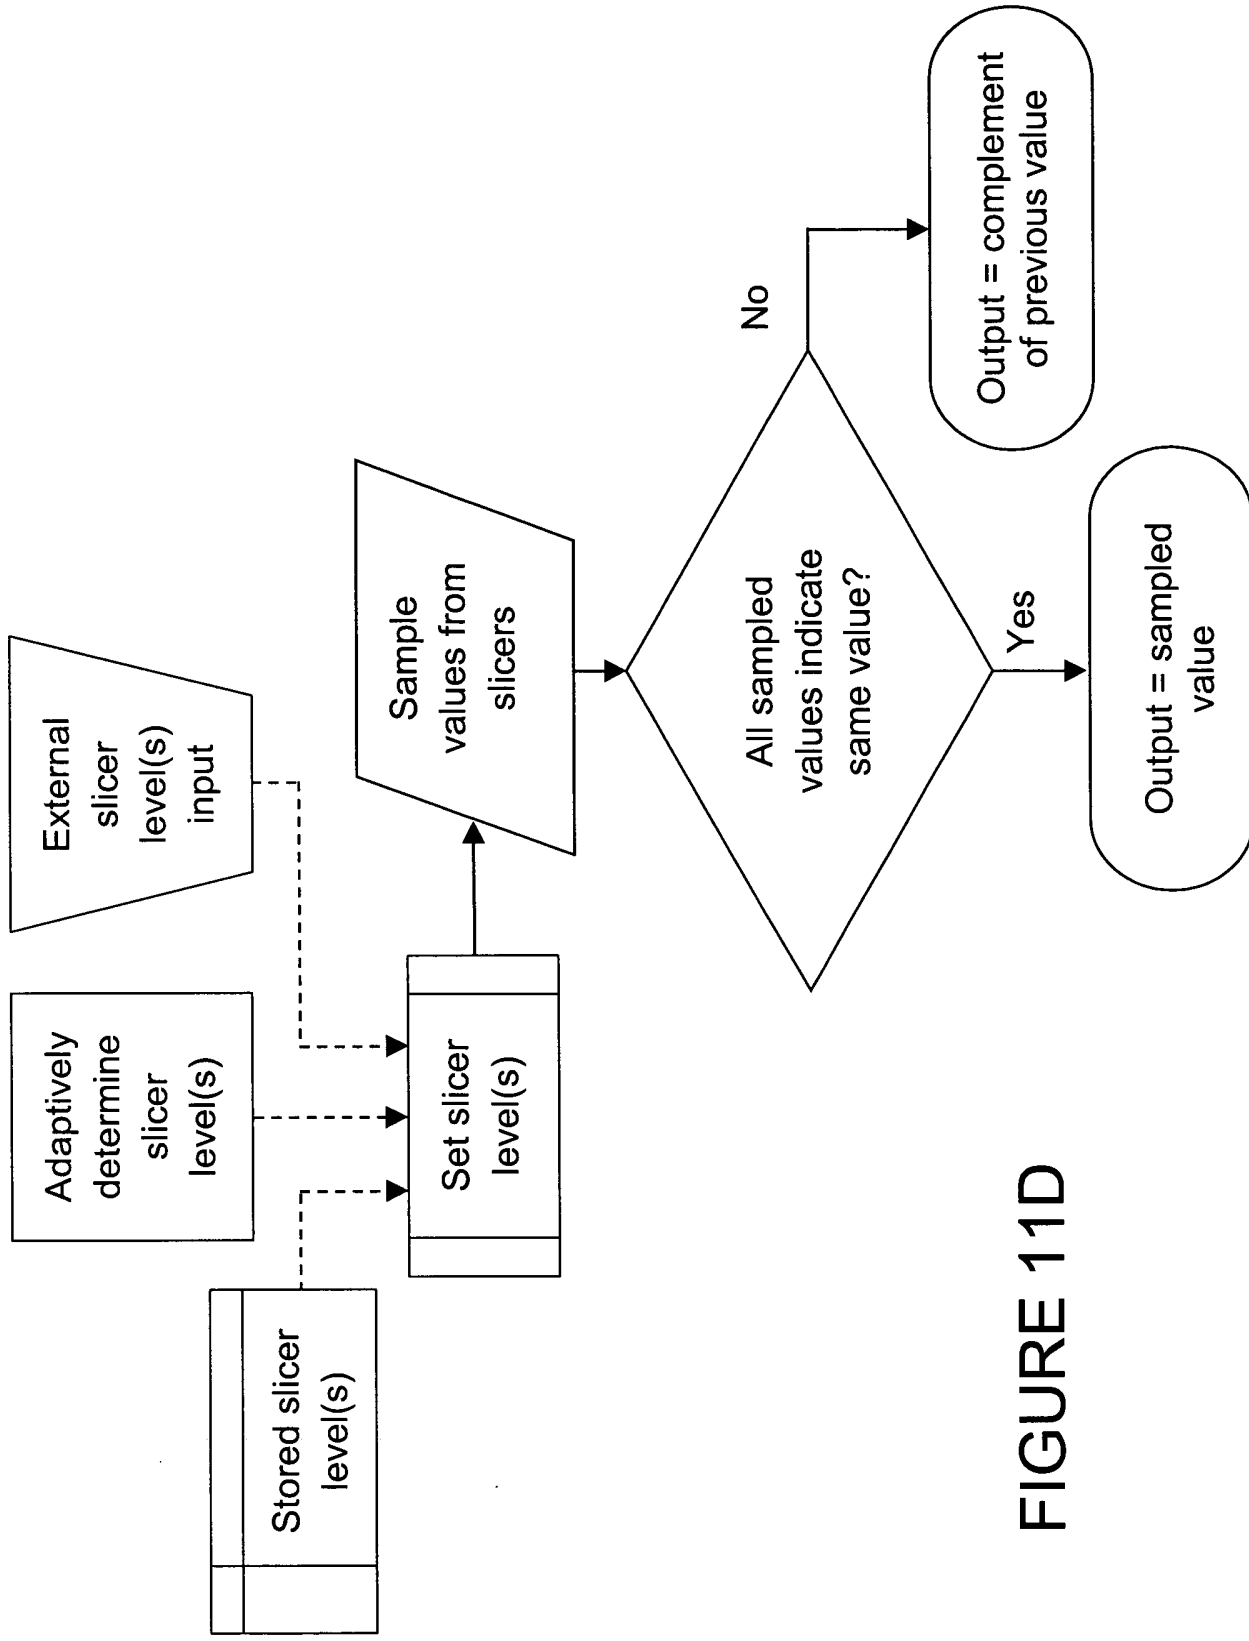 Stored slicer
level(s)
Adaptively
determine
slicer
level(s)
External
slicer
level(s)
input
Set slicer
level(s)
Sample
values from
slicers
All sampled
values indicate
same value?
No
Output = complement
of previous value
Yes
Output = sampled
value
FIGURE 11D